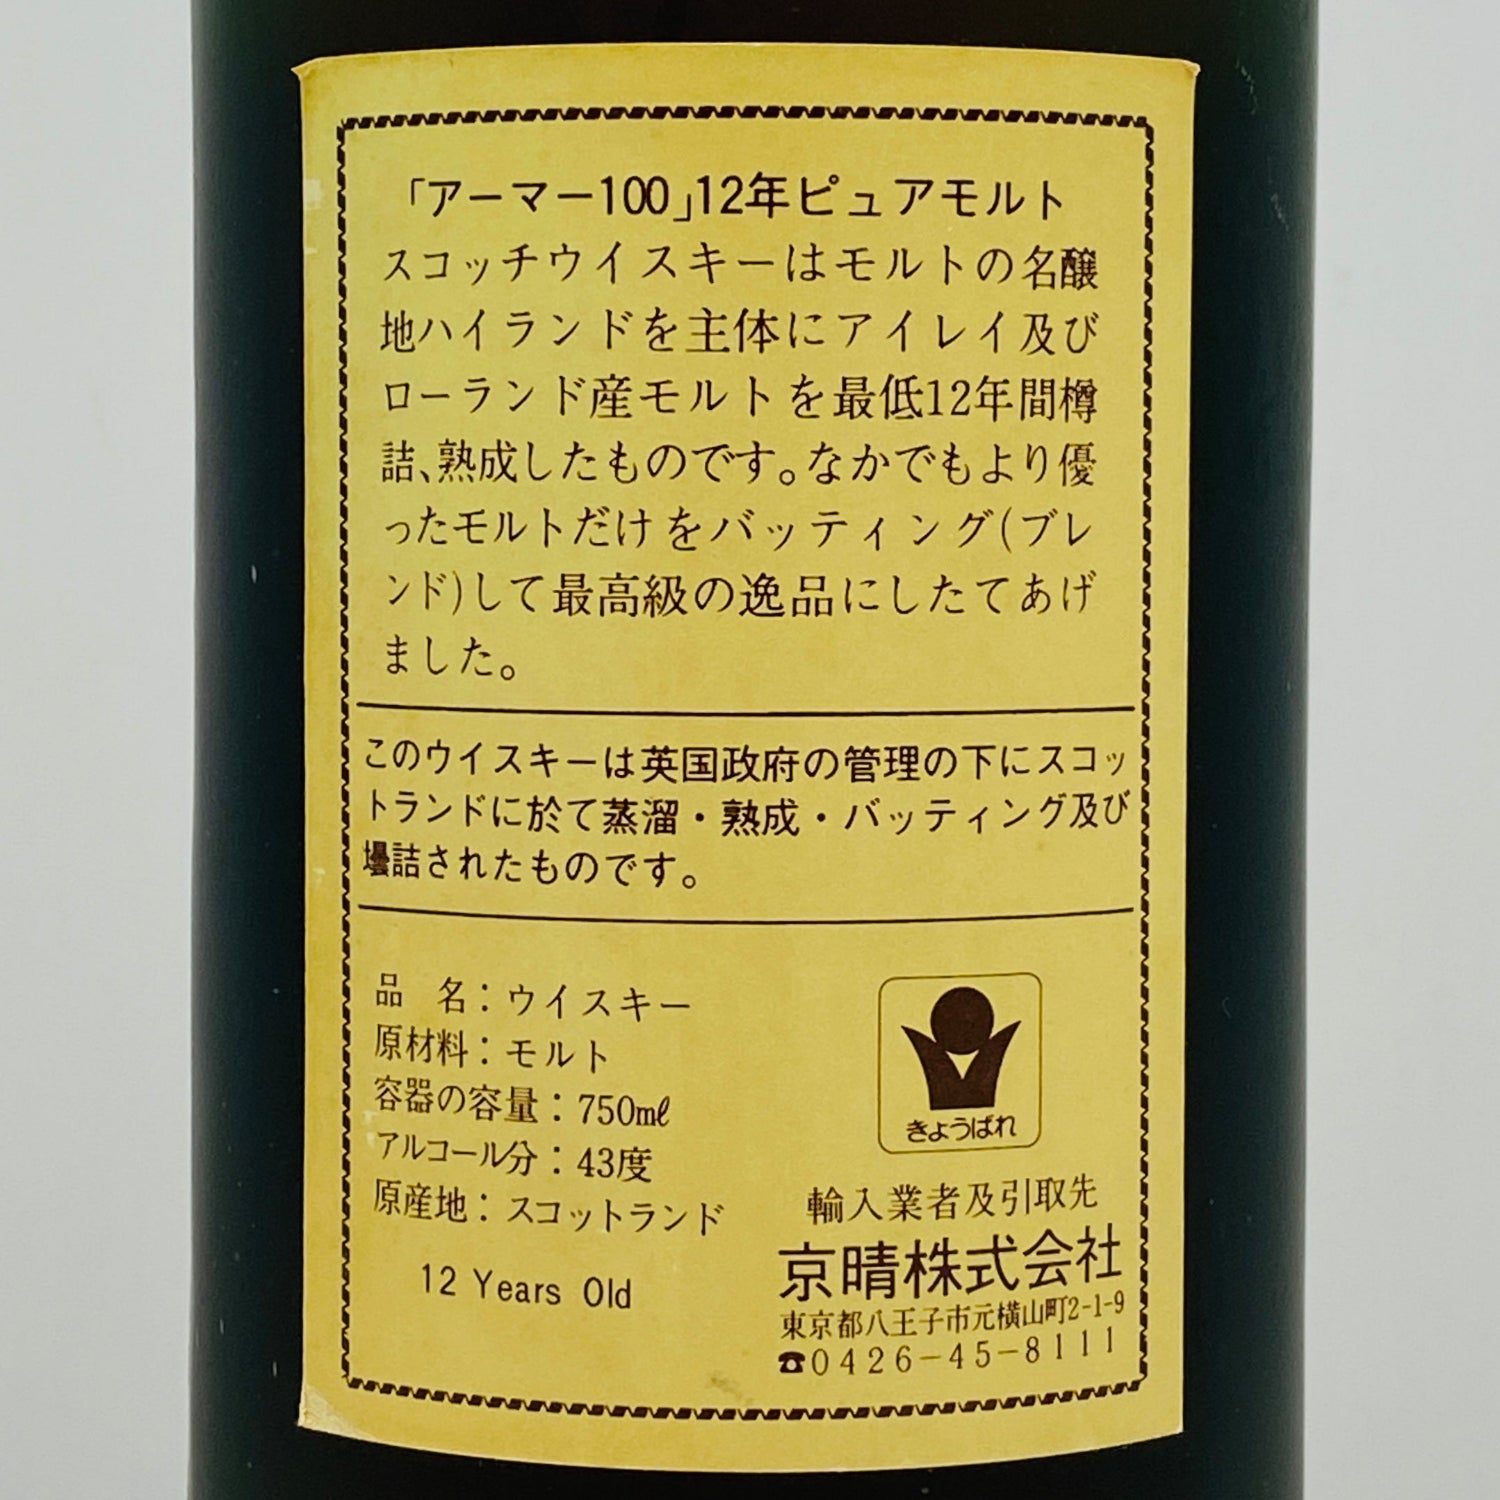 「アーマー100」12年ピュアモルト
スコッチウイスキーはモルトの名醸
地ハイランドを主体にアイレイ及び
ローランド産モルトを最低12年間樽
詰、熟成したものです。なかでもより優
ったモルトだけをバッティング(ブレ
ンド)して最高級の逸品にしたてあげ
ました。
このウイスキーは英国政府の管理の下にスコッ
トランドに於て蒸溜・熟成・バッティング及び
壜詰されたものです。
品 名：ウイスキー
原材料：モルト
容器の容量：750mℓ
アルコール分：43度
原産地：スコットランド
12 Years Old
きょうばれ
輸入業者及引取先
京晴株式会社
東京都八王子市元横山町2-1-9
☎0426-45-8111